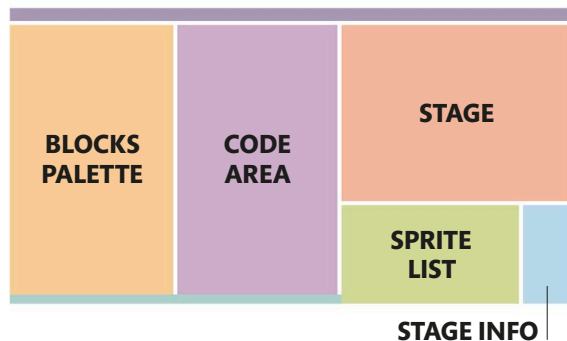 BLOCKS
PALETTE
CODE
AREA
STAGE
SPRITE
LIST
STAGE INFO